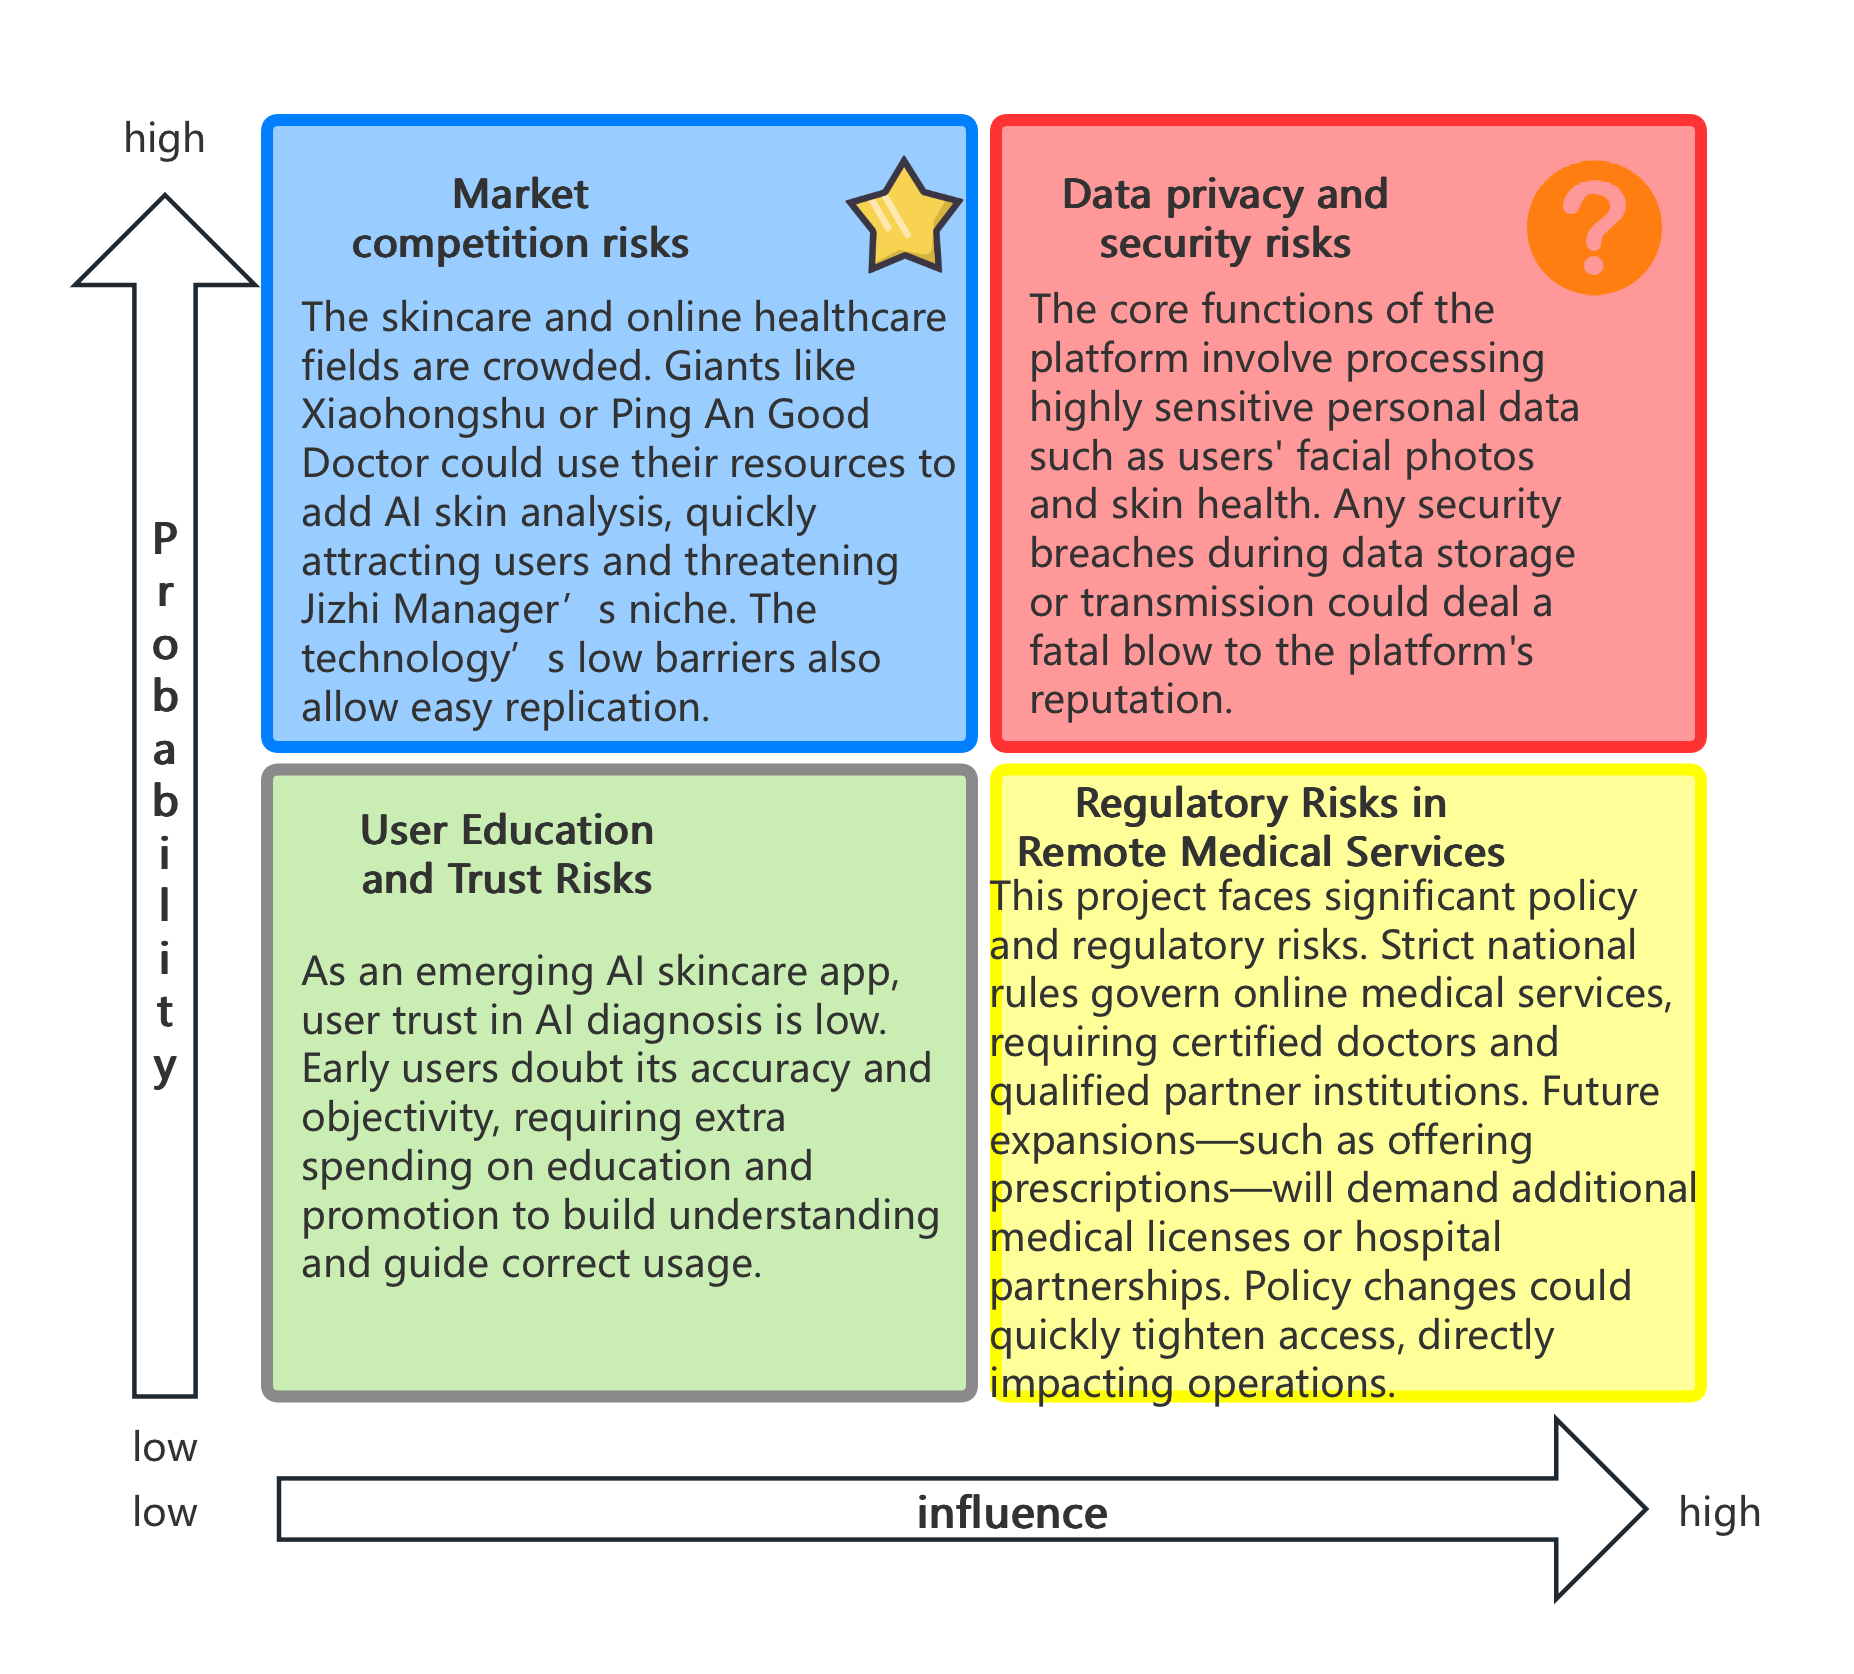 high
Market
competition risks
The skincare and online healthcare
fields are crowded. Giants like
Xiaohongshu or Ping An Good
Doctor could use their resources to
add AI skin analysis, quickly
attracting users and threatening
Jizhi Manager’s niche. The
technology’s low barriers also
allow easy replication.
Data privacy and
security risks
?
The core functions of the
platform involve processing
highly sensitive personal data
such as users' facial photos
and skin health. Any security
breaches during data storage
or transmission could deal a
fatal blow to the platform's
reputation.
Probability
User Education
and Trust Risks
As an emerging AI skincare app,
user trust in AI diagnosis is low.
Early users doubt its accuracy and
objectivity, requiring extra
spending on education and
promotion to build understanding
and guide correct usage.
Regulatory Risks in
Remote Medical Services
This project faces significant policy
and regulatory risks. Strict national
rules govern online medical services,
requiring certified doctors and
qualified partner institutions. Future
expansions—such as offering
prescriptions—will demand additional
medical licenses or hospital
partnerships. Policy changes could
quickly tighten access, directly
impacting operations.
low
low
influence
high